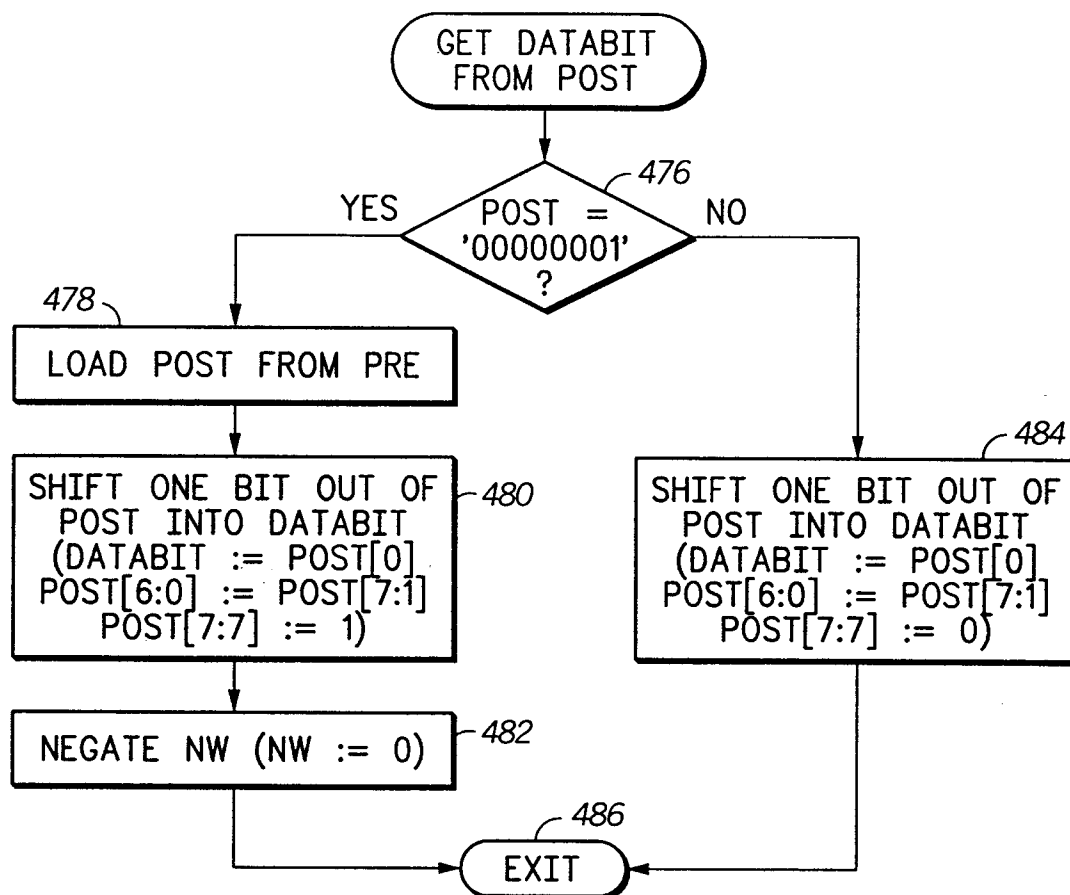 GET DATABIT
FROM POST
476
YES
POST =
'00000001'
?
NO
478
LOAD POST FROM PRE
SHIFT ONE BIT OUT OF
POST INTO DATABIT
(DATABIT := POST[0]
POST[6:0] := POST[7:1]
POST[7:7] := 1)
480
484
SHIFT ONE BIT OUT OF
POST INTO DATABIT
(DATABIT := POST[0]
POST[6:0] := POST[7:1]
POST[7:7] := 0)
NEGATE NW (NW := 0)
482
486
EXIT